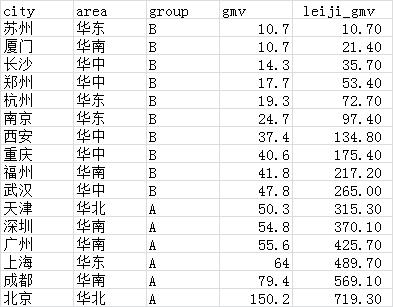 city area group gmv leiji_gmv
苏州 华东 B 10.7 10.70
厦门 华南 B 10.7 21.40
长沙 华中 B 14.3 35.70
郑州 华中 B 17.7 53.40
杭州 华东 B 19.3 72.70
南京 华东 B 24.7 97.40
西安 华中 B 37.4 134.80
重庆 华中 B 40.6 175.40
福州 华南 B 41.8 217.20
武汉 华中 B 47.8 265.00
天津 华北 A 50.3 315.30
深圳 华南 A 54.8 370.10
广州 华南 A 55.6 425.70
上海 华东 A 64 489.70
成都 华南 A 79.4 569.10
北京 华北 A 150.2 719.30